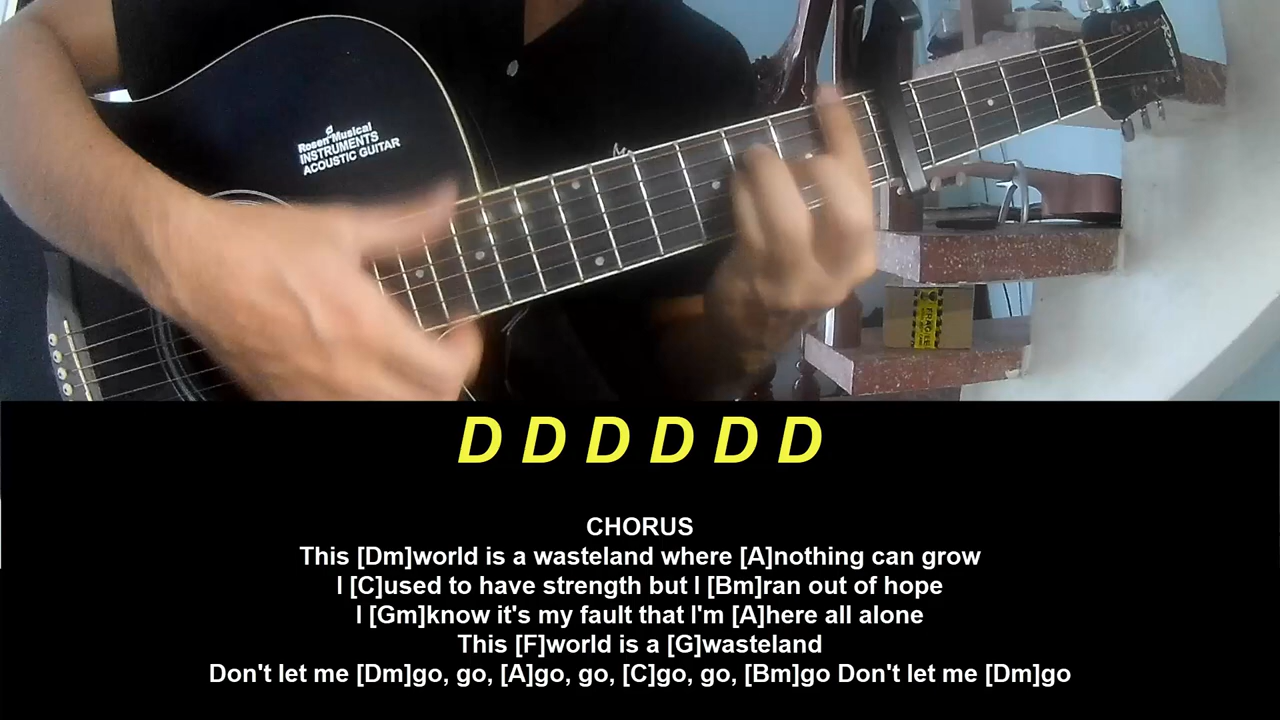 Rosen Musical
INSTRUMENTS
ACOUSTIC GUITAR
D D D D D D
CHORUS
This [Dm]world is a wasteland where [A]nothing can grow
I [C]used to have strength but I [Bm]ran out of hope
I [Gm]know it's my fault that I'm [A]here all alone
This [F]world is a [G]wasteland
Don't let me [Dm]go, go, [A]go, go, [C]go, go, [Bm]go Don't let me [Dm]go